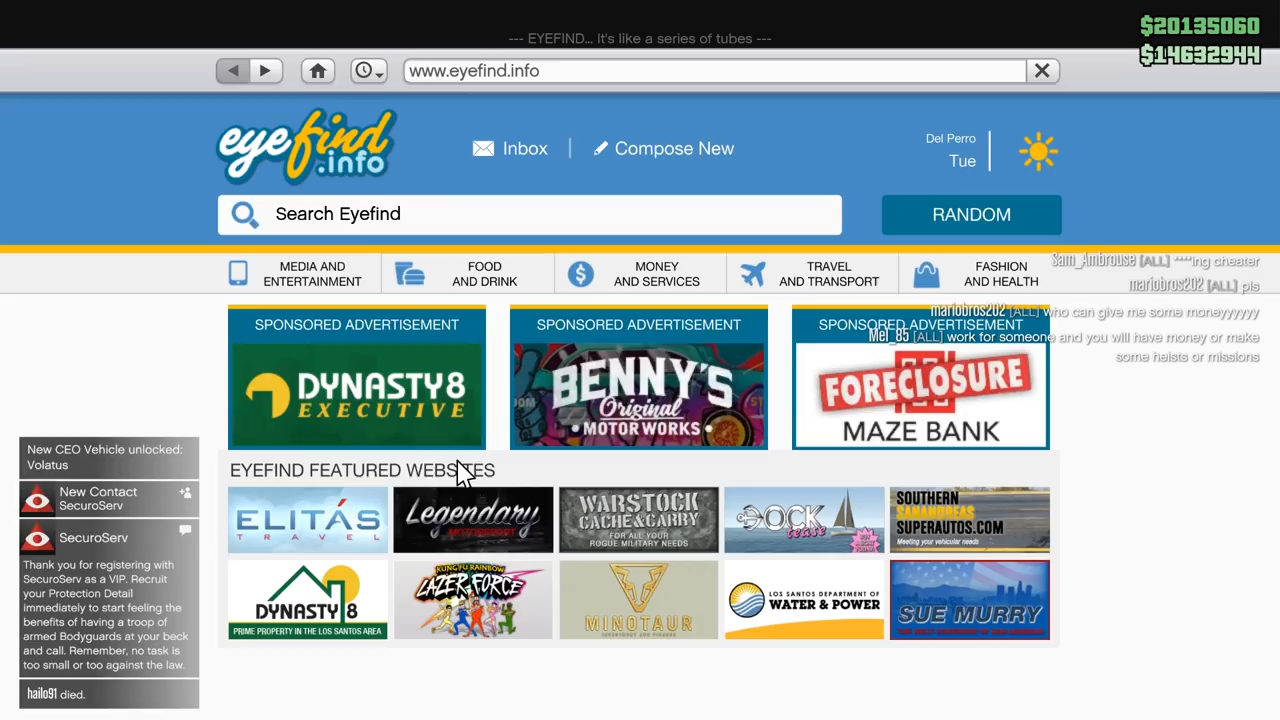 --- EYEFIND... It's like a series of tubes ---
$20135060
$14632944
www.eyefind.info
eyefind
.info
Inbox
Compose New
Del Perro
Tue
Search Eyefind
RANDOM
MEDIA AND
ENTERTAINMENT
FOOD
AND DRINK
MONEY
AND SERVICES
TRAVEL
AND TRANSPORT
FASHION
AND HEALTH
Sam_Ambrouse [ALL] ****ing cheater
mariobros202 [ALL] pls
mariobros202 [ALL] who can give me some moneyyyyyy
Mel_85 [ALL] work for someone and you will have money or make
some heists or missions
SPONSORED ADVERTISEMENT
DYNASTY 8
EXECUTIVE
SPONSORED ADVERTISEMENT
BENNY'S
Original
MOTOR WORKS
SPONSORED ADVERTISEMENT
FORECLOSURE
MAZE BANK
EYEFIND FEATURED WEBSITES
ELITÁS
TRAVEL
Legendary
MOTORSPORT
WARSTOCK
CACHE & CARRY
FOR ALL YOUR
ROGUE MILITARY NEEDS
DOCK
tease
SOUTHERN
SANANDREAS
SUPERAUTOS.COM
Meeting your vehicular needs
DYNASTY 8
PRIME PROPERTY IN THE LOS SANTOS AREA
KUNG FU RAINBOW
LAZER FORCE
MINOTAUR
LOS SANTOS DEPARTMENT OF
WATER & POWER
SUE MURRY
New CEO Vehicle unlocked:
Volatus
New Contact
SecuroServ
SecuroServ
Thank you for registering with
SecuroServ as a VIP. Recruit
your Protection Detail
immediately to start feeling the
benefits of having a troop of
armed Bodyguards at your beck
and call. Remember, no task is
too small or too against the law.
hailo91 died.